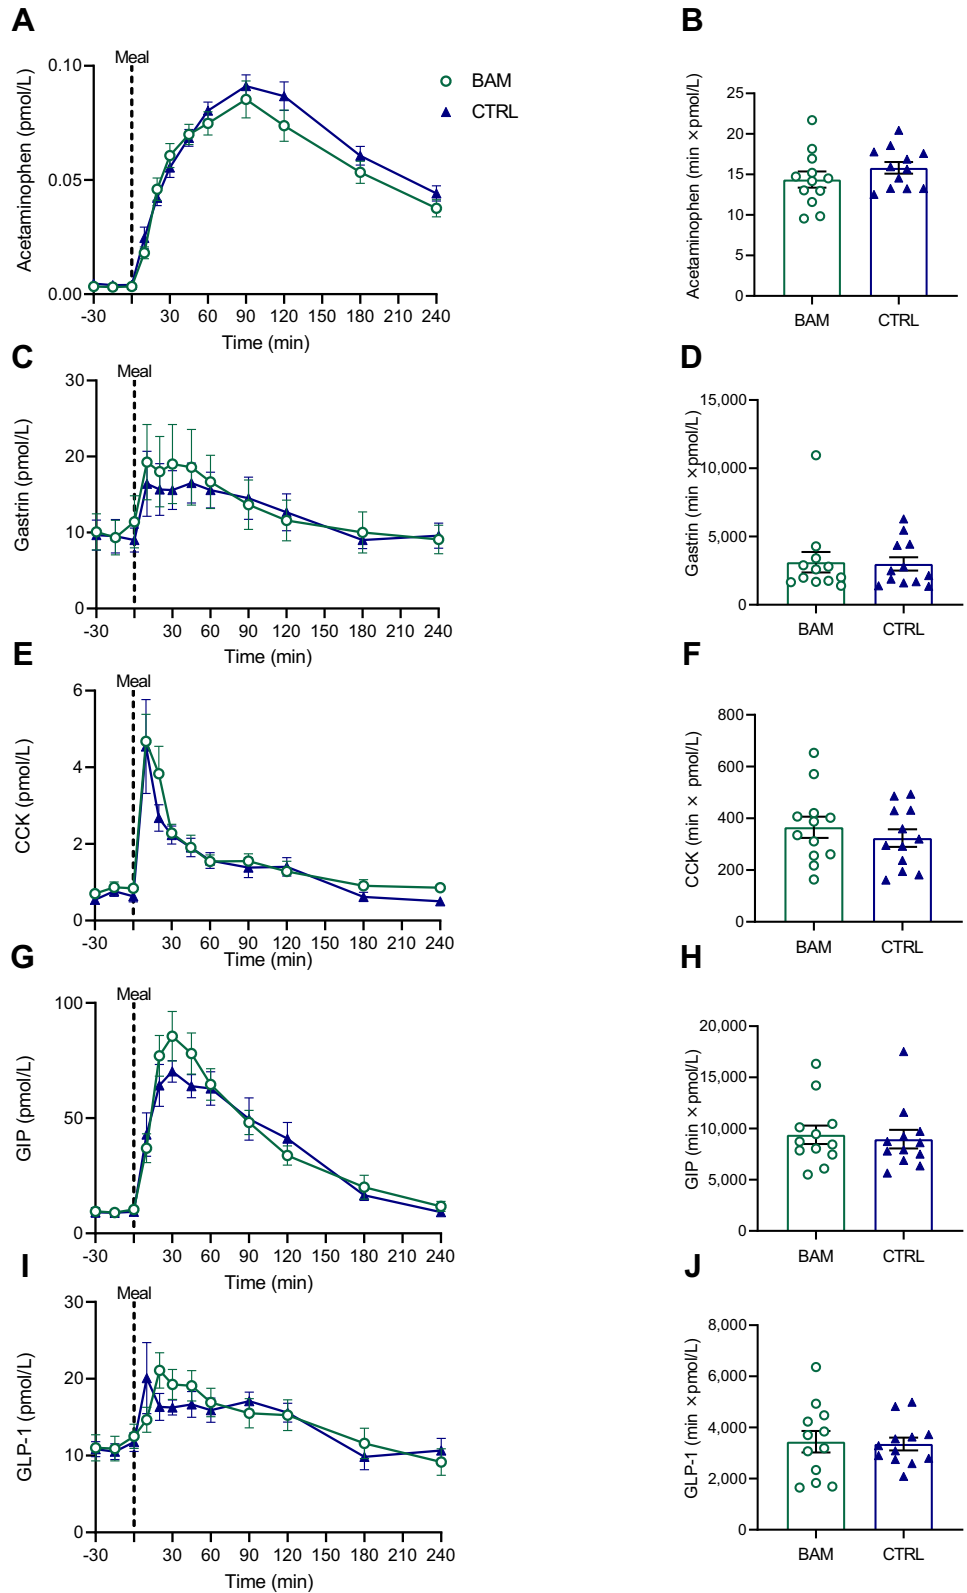 A
Meal
0.10
0.05
0.00
Acetaminophen (pmol/L)
-30 30 60 90 120 150 180 210 240
Time (min)
BAM
CTRL
B
25
20
15
10
5
0
Acetaminophen (min ×pmol/L)
BAM CTRL
C
Meal
30
20
10
0
Gastrin (pmol/L)
-30 30 60 90 120 150 180 210 240
Time (min)
D
15,000
10,000
5,000
0
Gastrin (min ×pmol/L)
BAM CTRL
E
Meal
6
4
2
0
CCK (pmol/L)
-30 30 60 90 120 150 180 210 240
Time (min)
F
800
600
400
200
0
CCK (min × pmol/L)
BAM CTRL
G
Meal
100
50
0
GIP (pmol/L)
-30 30 60 90 120 150 180 210 240
Time (min)
H
20,000
15,000
10,000
5,000
0
GIP (min ×pmol/L)
BAM CTRL
I
Meal
30
20
10
0
GLP-1 (pmol/L)
-30 30 60 90 120 150 180 210 240
Time (min)
J
8,000
6,000
4,000
2,000
0
GLP-1 (min ×pmol/L)
BAM CTRL